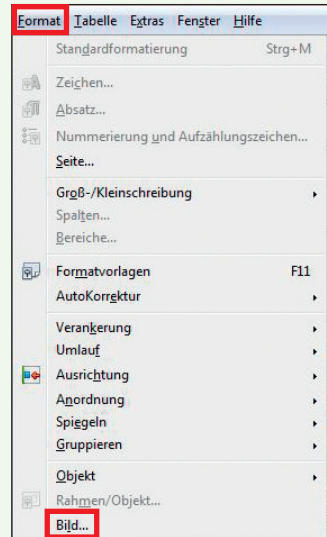 Format Tabelle Extras Fenster Hilfe
Standardformatierung Strg+M
Zeichen...
Absatz...
Nummerierung und Aufzählungszeichen...
Seite...
Groß-/Kleinschreibung
Spalten...
Bereiche...
Formatvorlagen F11
AutoKorrektur
Verankerung
Umlauf
Ausrichtung
Anordnung
Spiegeln
Gruppieren
Objekt
Rahmen/Objekt...
Bild...